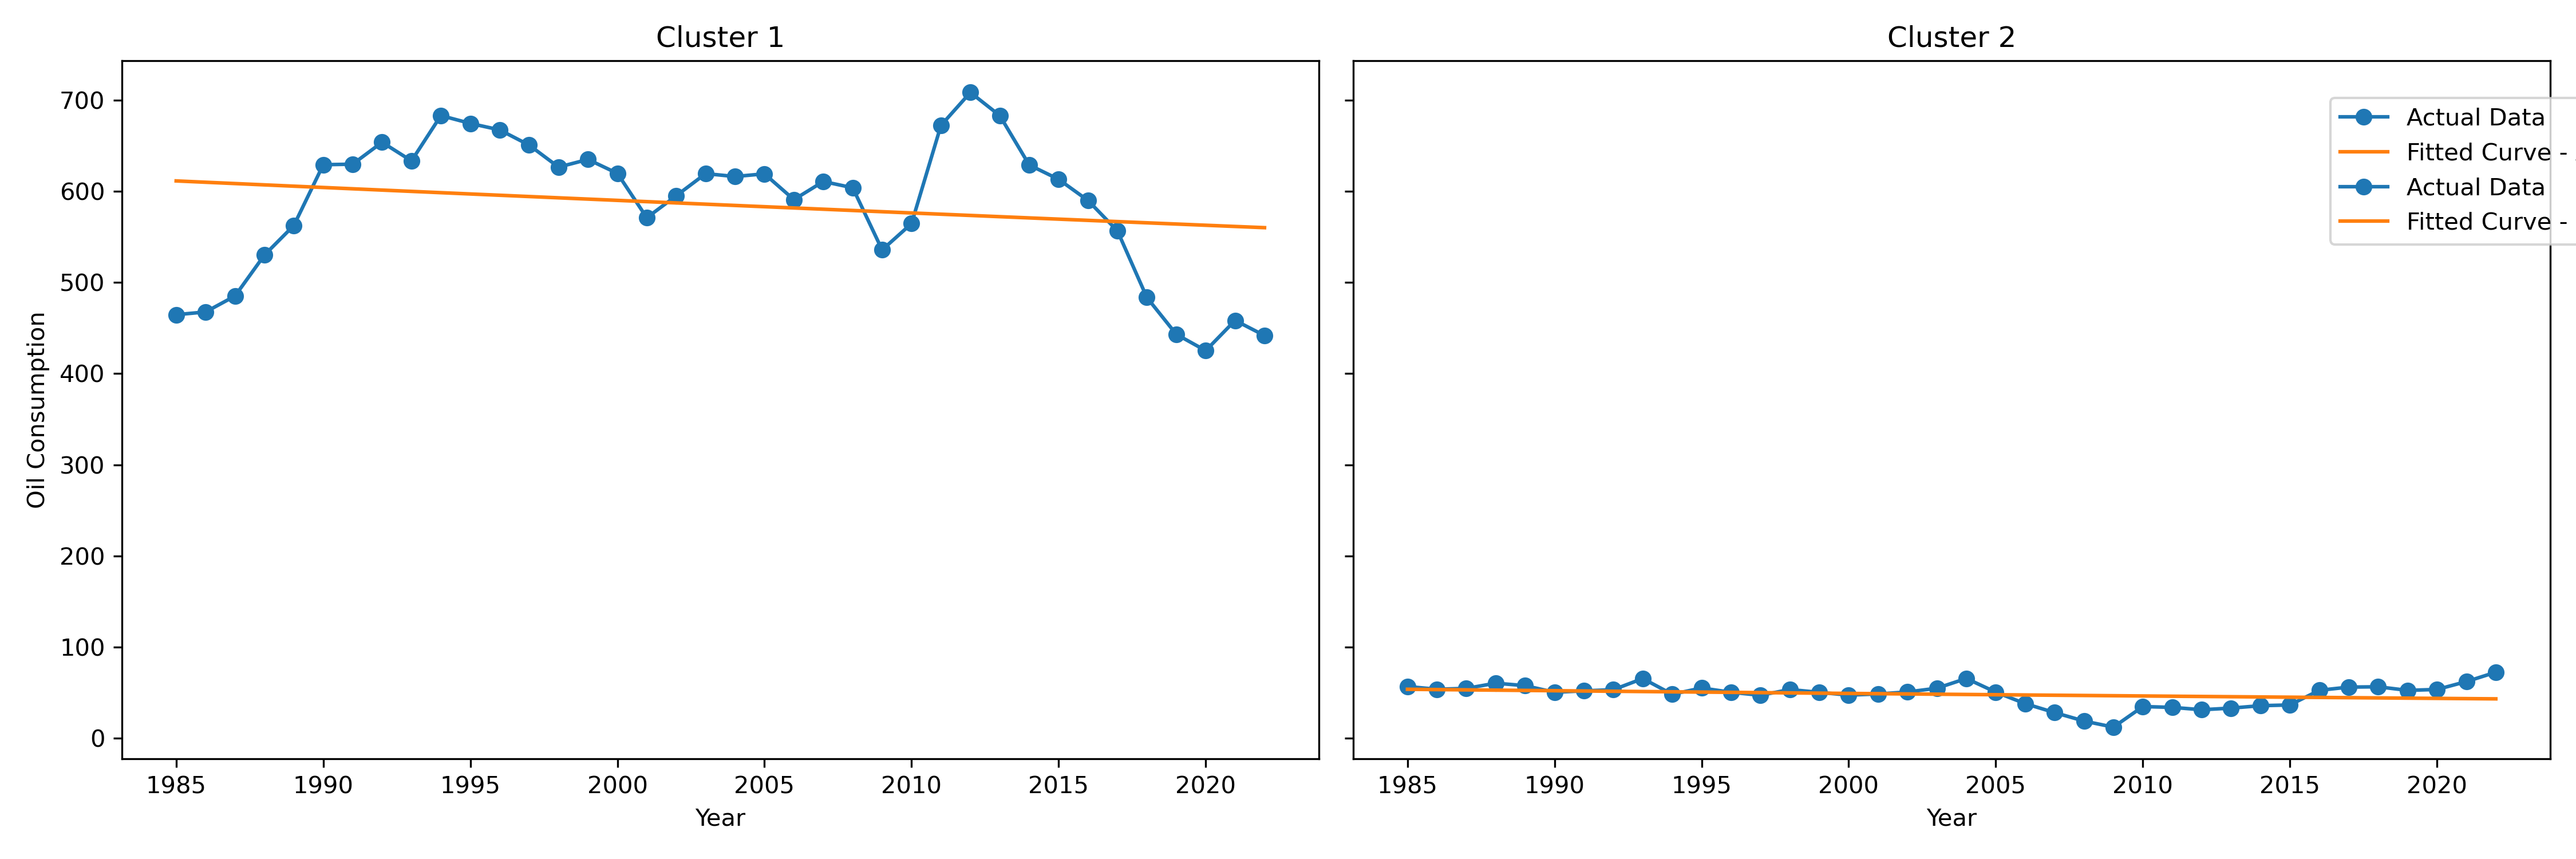 Cluster 1
Cluster 2
700
600
500
400
300
200
100
0
Oil Consumption
1985 1990 1995 2000 2005 2010 2015 2020
Year
Actual Data
Fitted Curve -
Actual Data
Fitted Curve -
1985 1990 1995 2000 2005 2010 2015 2020
Year